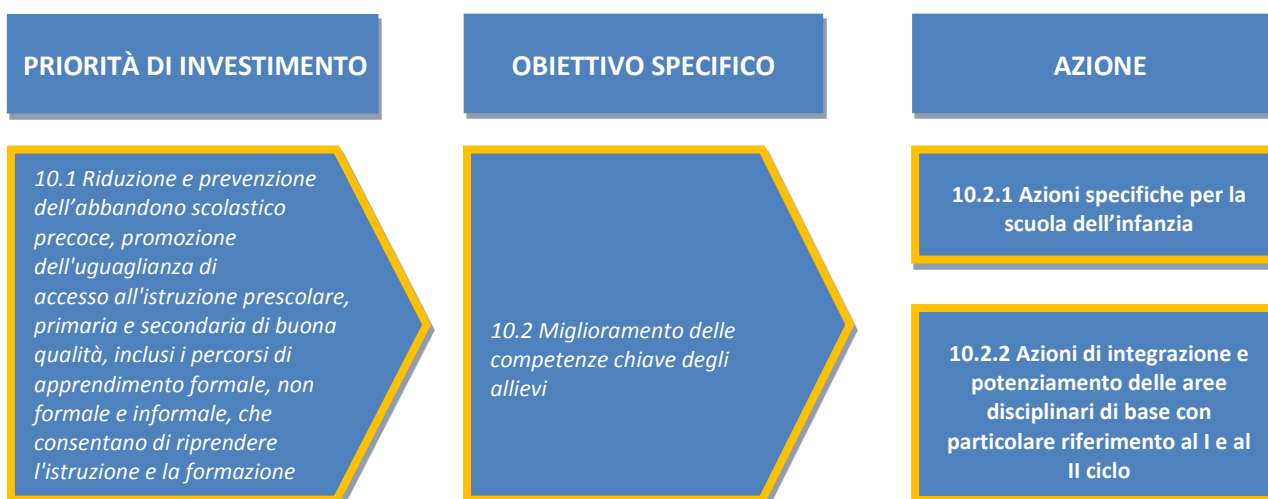 PRIORITÀ DI INVESTIMENTO
OBIETTIVO SPECIFICO
AZIONE
10.1 Riduzione e prevenzione
dell’abbandono scolastico
precoce, promozione
dell'uguaglianza di
accesso all'istruzione prescolare,
primaria e secondaria di buona
qualità, inclusi i percorsi di
apprendimento formale, non
formale e informale, che
consentano di riprendere
l'istruzione e la formazione
10.2 Miglioramento delle
competenze chiave degli
allievi
10.2.1 Azioni specifiche per la
scuola dell’infanzia
10.2.2 Azioni di integrazione e
potenziamento delle aree
disciplinari di base con
particolare riferimento al I e al
II ciclo